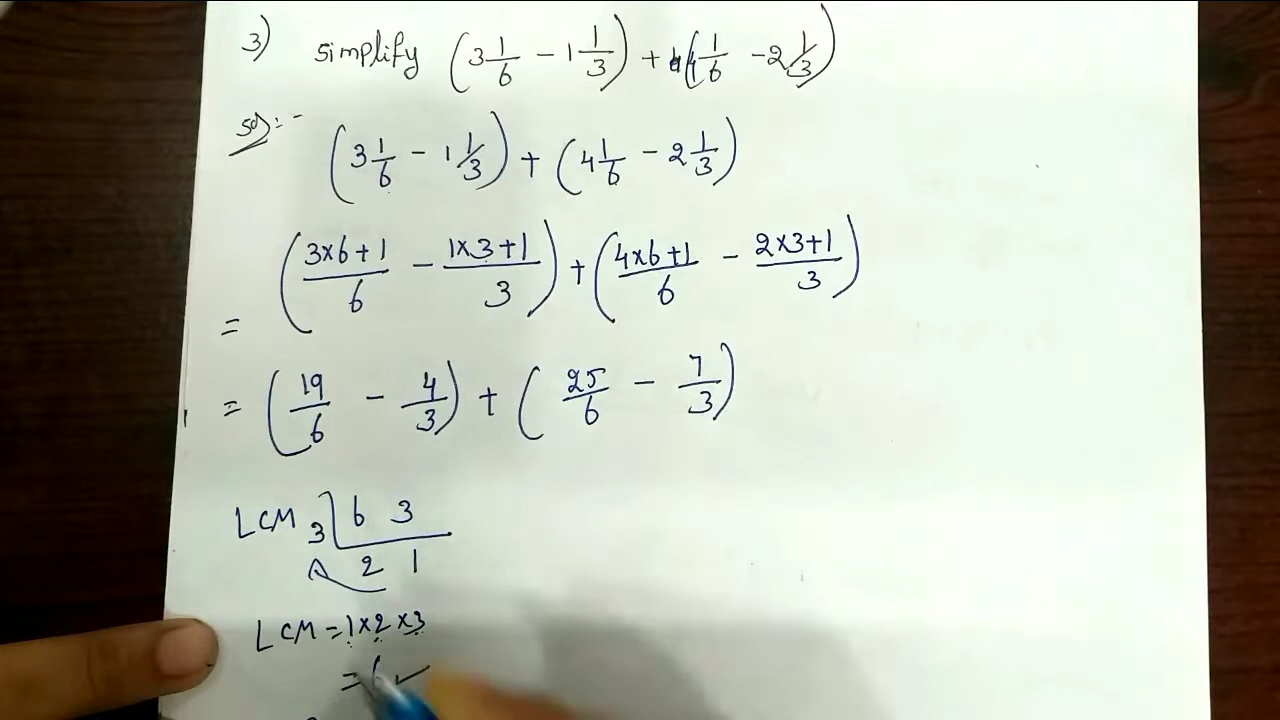 3) simplify (3 1/6 - 1 1/3) + (4 1/6 - 2 1/3)
Sol:-
(3 1/6 - 1 1/3) + (4 1/6 - 2 1/3)
= ((3×6+1)/6 - (1×3+1)/3) + ((4×6+1)/6 - (2×3+1)/3)
= (19/6 - 4/3) + (25/6 - 7/3)
LCM 3 | 6 3
2 1
LCM = 1×2×3
= 6 ✓